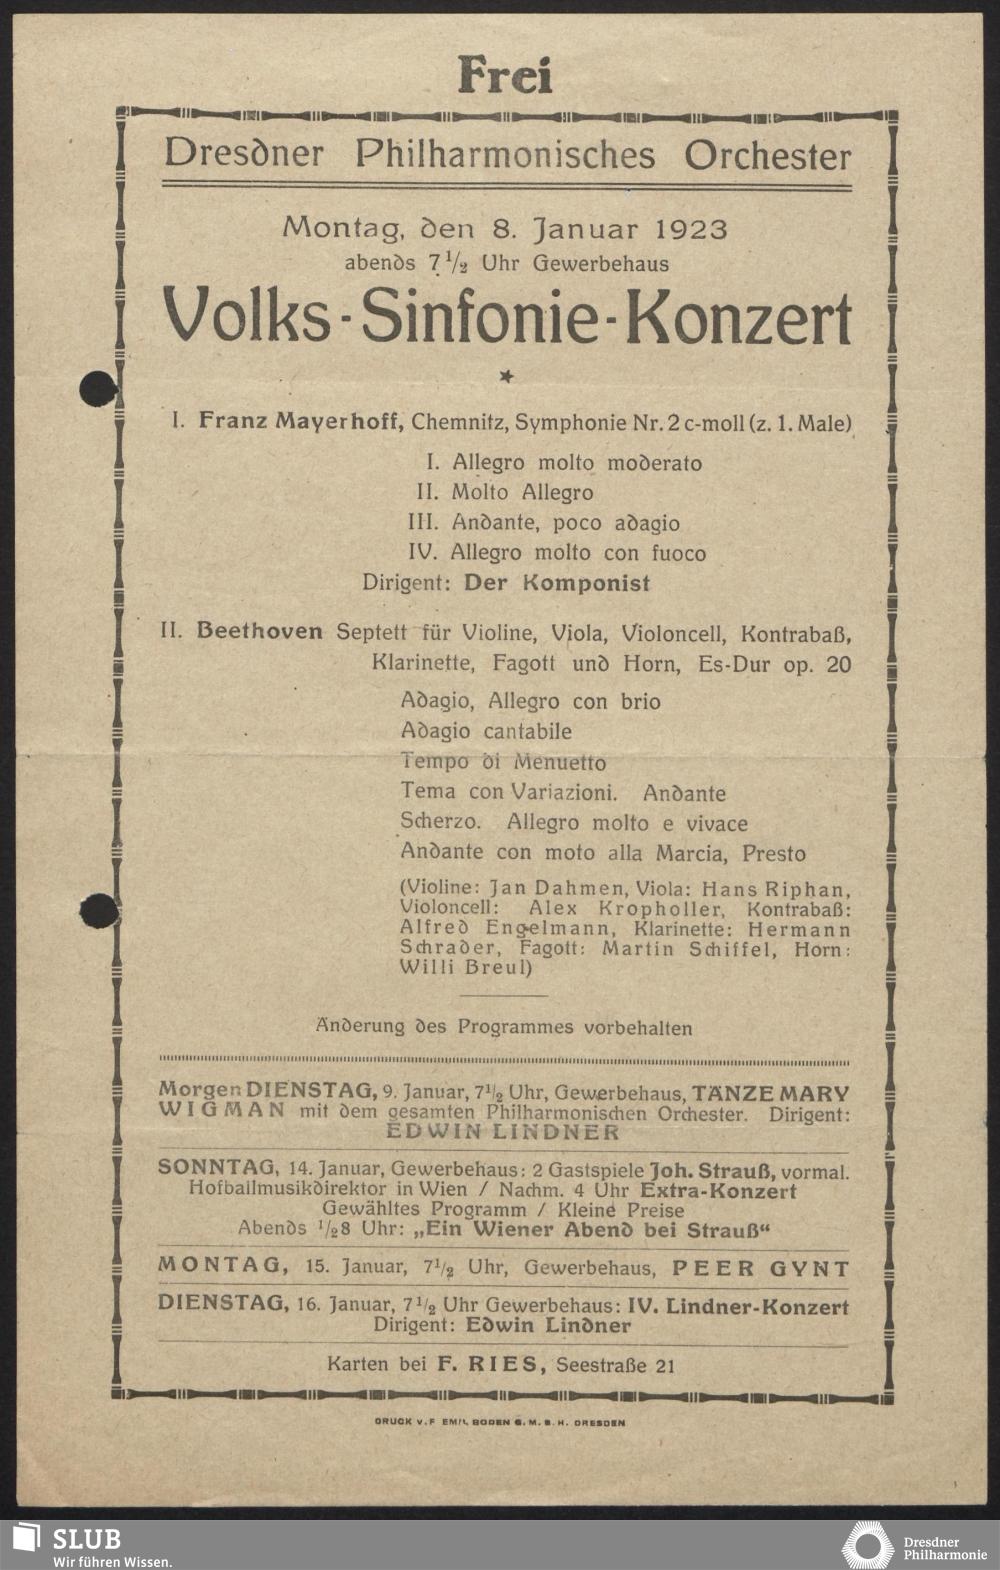 Frei
Dresdner Philharmonisches Orchester
Montag, den 8. Januar 1923
abends 7½ Uhr Gewerbehaus
Volks-Sinfonie-Konzert
★
I. Franz Mayerhoff, Chemnitz, Symphonie Nr. 2 c-moll (z. 1. Male)
I. Allegro molto moderato
II. Molto Allegro
III. Andante, poco adagio
IV. Allegro molto con fuoco
Dirigent: Der Komponist
II. Beethoven Septett für Violine, Viola, Violoncell, Kontrabaß,
Klarinette, Fagott und Horn, Es-Dur op. 20
Adagio, Allegro con brio
Adagio cantabile
Tempo di Menuetto
Tema con Variazioni. Andante
Scherzo. Allegro molto e vivace
Andante con moto alla Marcia, Presto
(Violine: Jan Dahmen, Viola: Hans Riphan,
Violoncell: Alex Kropholler, Kontrabaß:
Alfred Engelmann, Klarinette: Hermann
Schrader, Fagott: Martin Schiffel, Horn:
Willi Breul)
Änderung des Programmes vorbehalten
Morgen DIENSTAG, 9. Januar, 7½ Uhr, Gewerbehaus, TÄNZE MARY
WIGMAN mit dem gesamten Philharmonischen Orchester. Dirigent:
EDWIN LINDNER
SONNTAG, 14. Januar, Gewerbehaus: 2 Gastspiele Joh. Strauß, vormal.
Hofballmusikdirektor in Wien / Nachm. 4 Uhr Extra-Konzert
Gewähltes Programm / Kleine Preise
Abends ½8 Uhr: „Ein Wiener Abend bei Strauß“
MONTAG, 15. Januar, 7½ Uhr, Gewerbehaus, PEER GYNT
DIENSTAG, 16. Januar, 7½ Uhr Gewerbehaus: IV. Lindner-Konzert
Dirigent: Edwin Lindner
Karten bei F. RIES, Seestraße 21
DRUCK V. F EMIL BODEN G. M. B. H. DRESDEN
SLUB
Wir führen Wissen.
Dresdner
Philharmonie